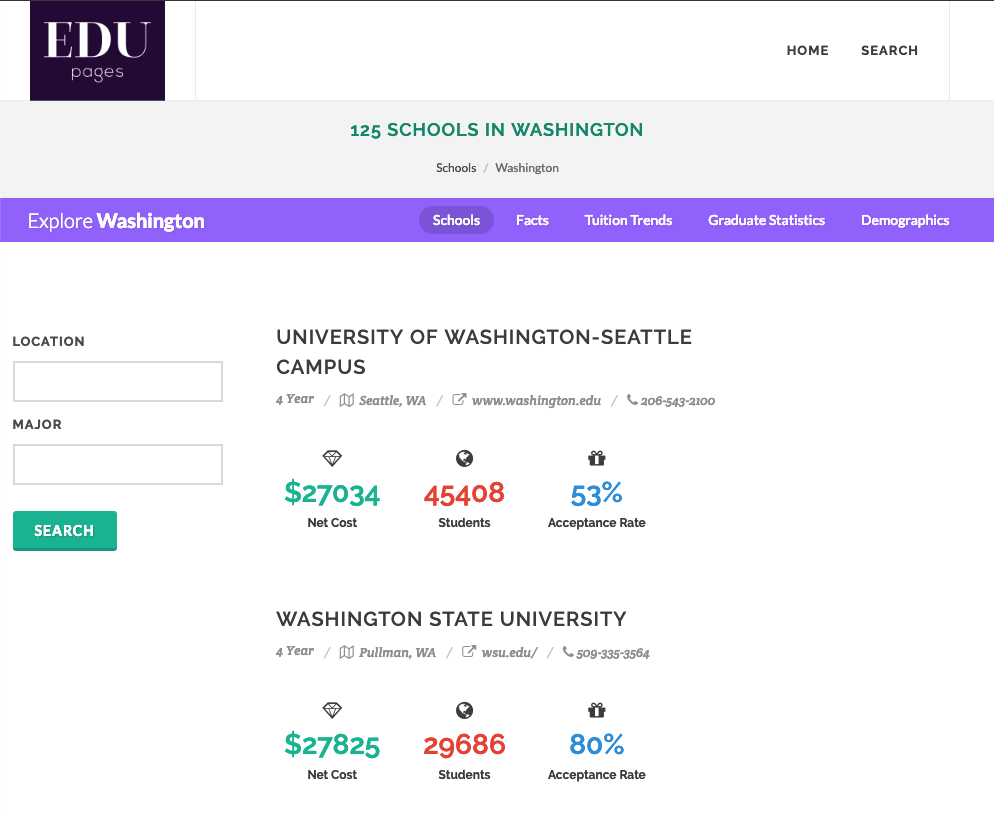 EDU
pages
HOME SEARCH
125 SCHOOLS IN WASHINGTON
Schools / Washington
Explore Washington
Schools Facts Tuition Trends Graduate Statistics Demographics
LOCATION
MAJOR
SEARCH
UNIVERSITY OF WASHINGTON-SEATTLE
CAMPUS
4 Year / Seattle, WA / www.washington.edu / 206-543-2100
$27034 45408 53%
Net Cost Students Acceptance Rate
WASHINGTON STATE UNIVERSITY
4 Year / Pullman, WA / wsu.edu/ / 509-335-3564
$27825 29686 80%
Net Cost Students Acceptance Rate